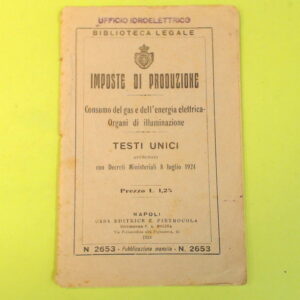 UFFICIO IDROELETTRICO
BIBLIOTECA LEGALE
IMPOSTE DI PRODUZIONE
Consumo del gas e dell'energia elettrica-
Organi di illuminazione
TESTI UNICI
con Decreti Ministeriali 8 luglio 1924
Prezzo L. 1,25
NAPOLI
CASA EDITRICE E. PIETROCOLA
N 2653 - Pubblicazione mensile - N. 2653